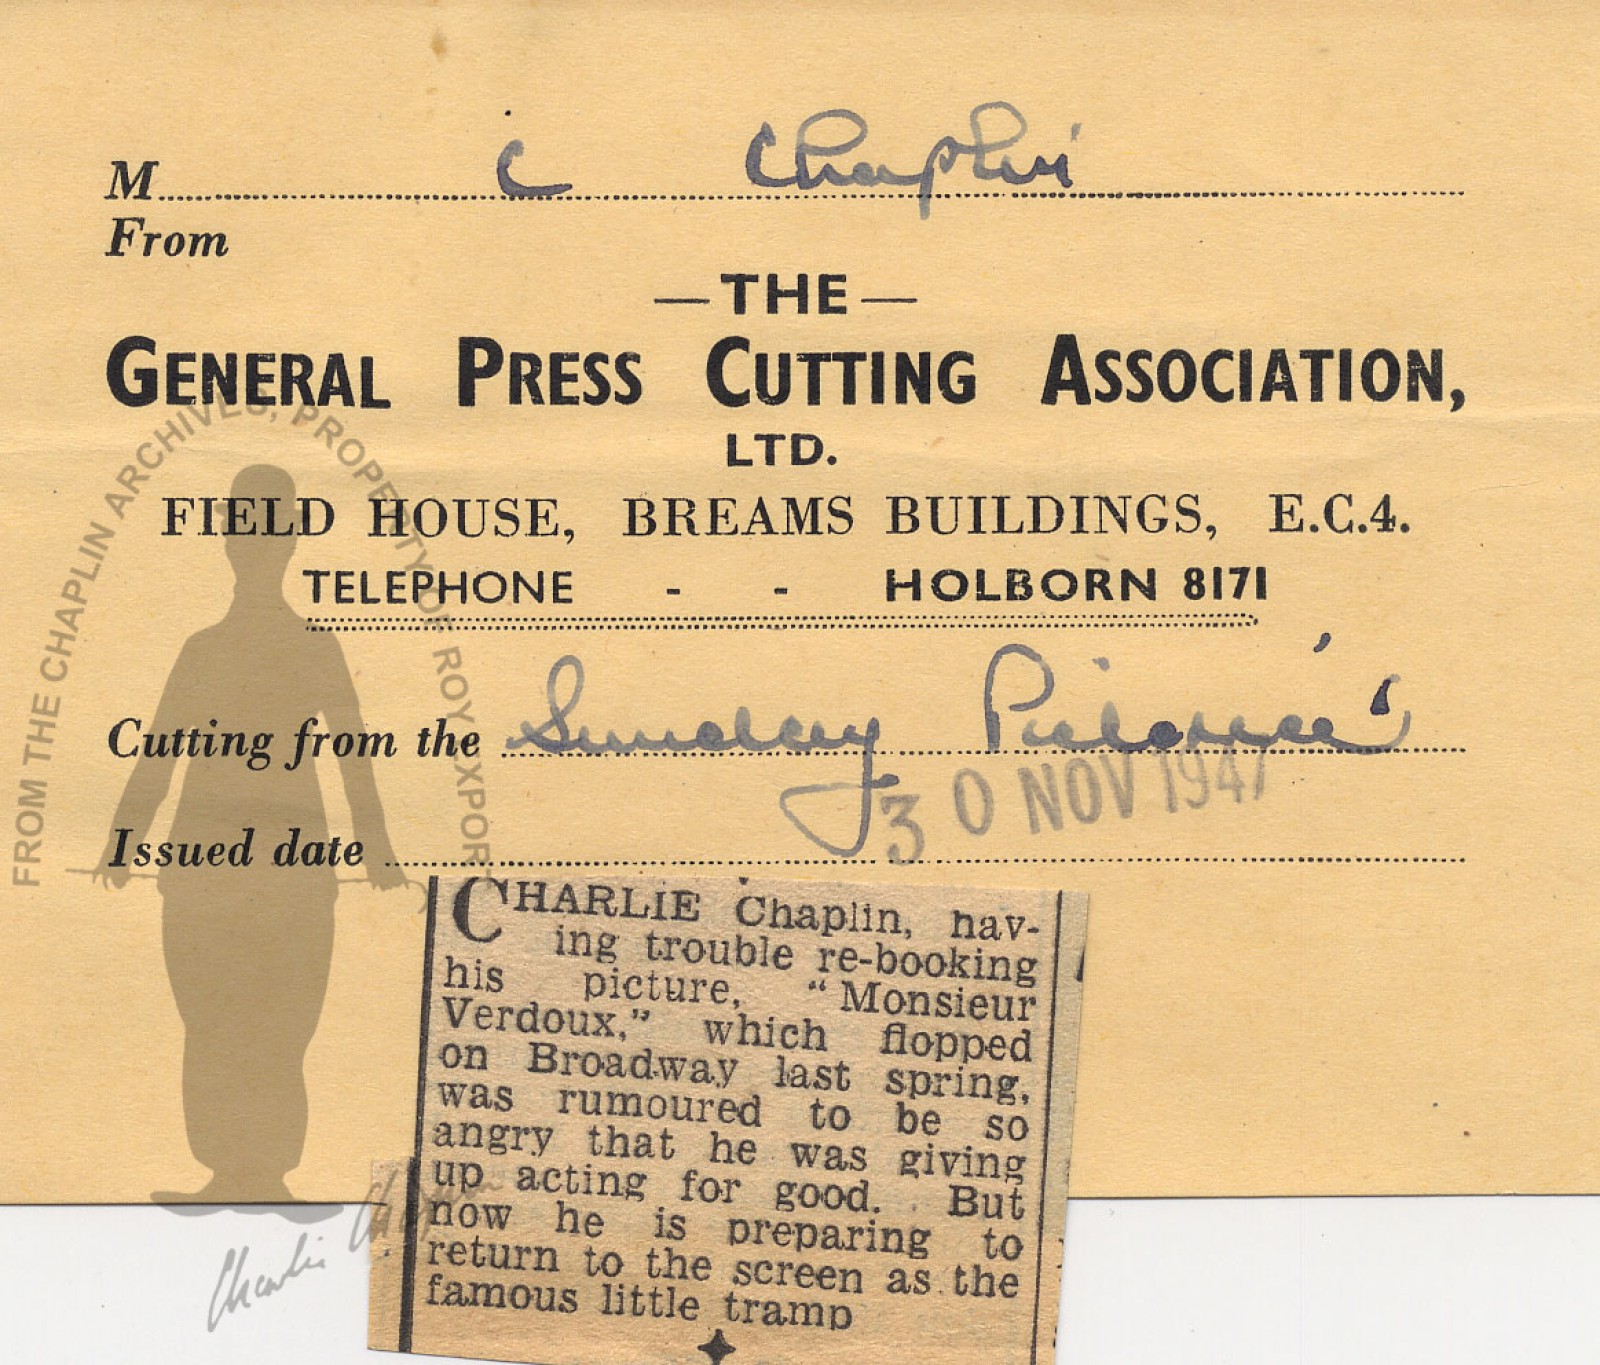 M C Chaplin
From
— THE —
GENERAL PRESS CUTTING ASSOCIATION,
LTD.
FIELD HOUSE, BREAMS BUILDINGS, E.C.4.
TELEPHONE - - HOLBORN 8171
Cutting from the Sunday
30 NOV 1947
Issued date
CHARLIE Chaplin, hav-
ing trouble re-booking
his picture, “Monsieur
Verdoux,” which flopped
on Broadway last spring,
was rumoured to be so
angry that he was giving
up acting for good. But
now he is preparing to
return to the screen as the
famous little tramp
FROM THE CHAPLIN ARCHIVES, PROPERTY OF ROY EXPORT
Charlie Chaplin